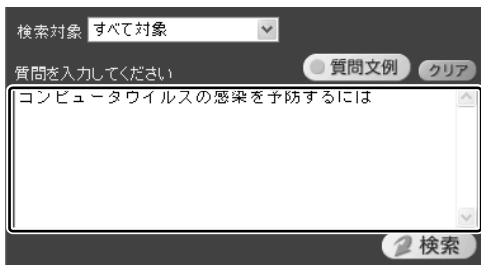 検索対象 すべて対象
質問を入力してください 質問文例 クリア
コンピュータウイルスの感染を予防するには
検索